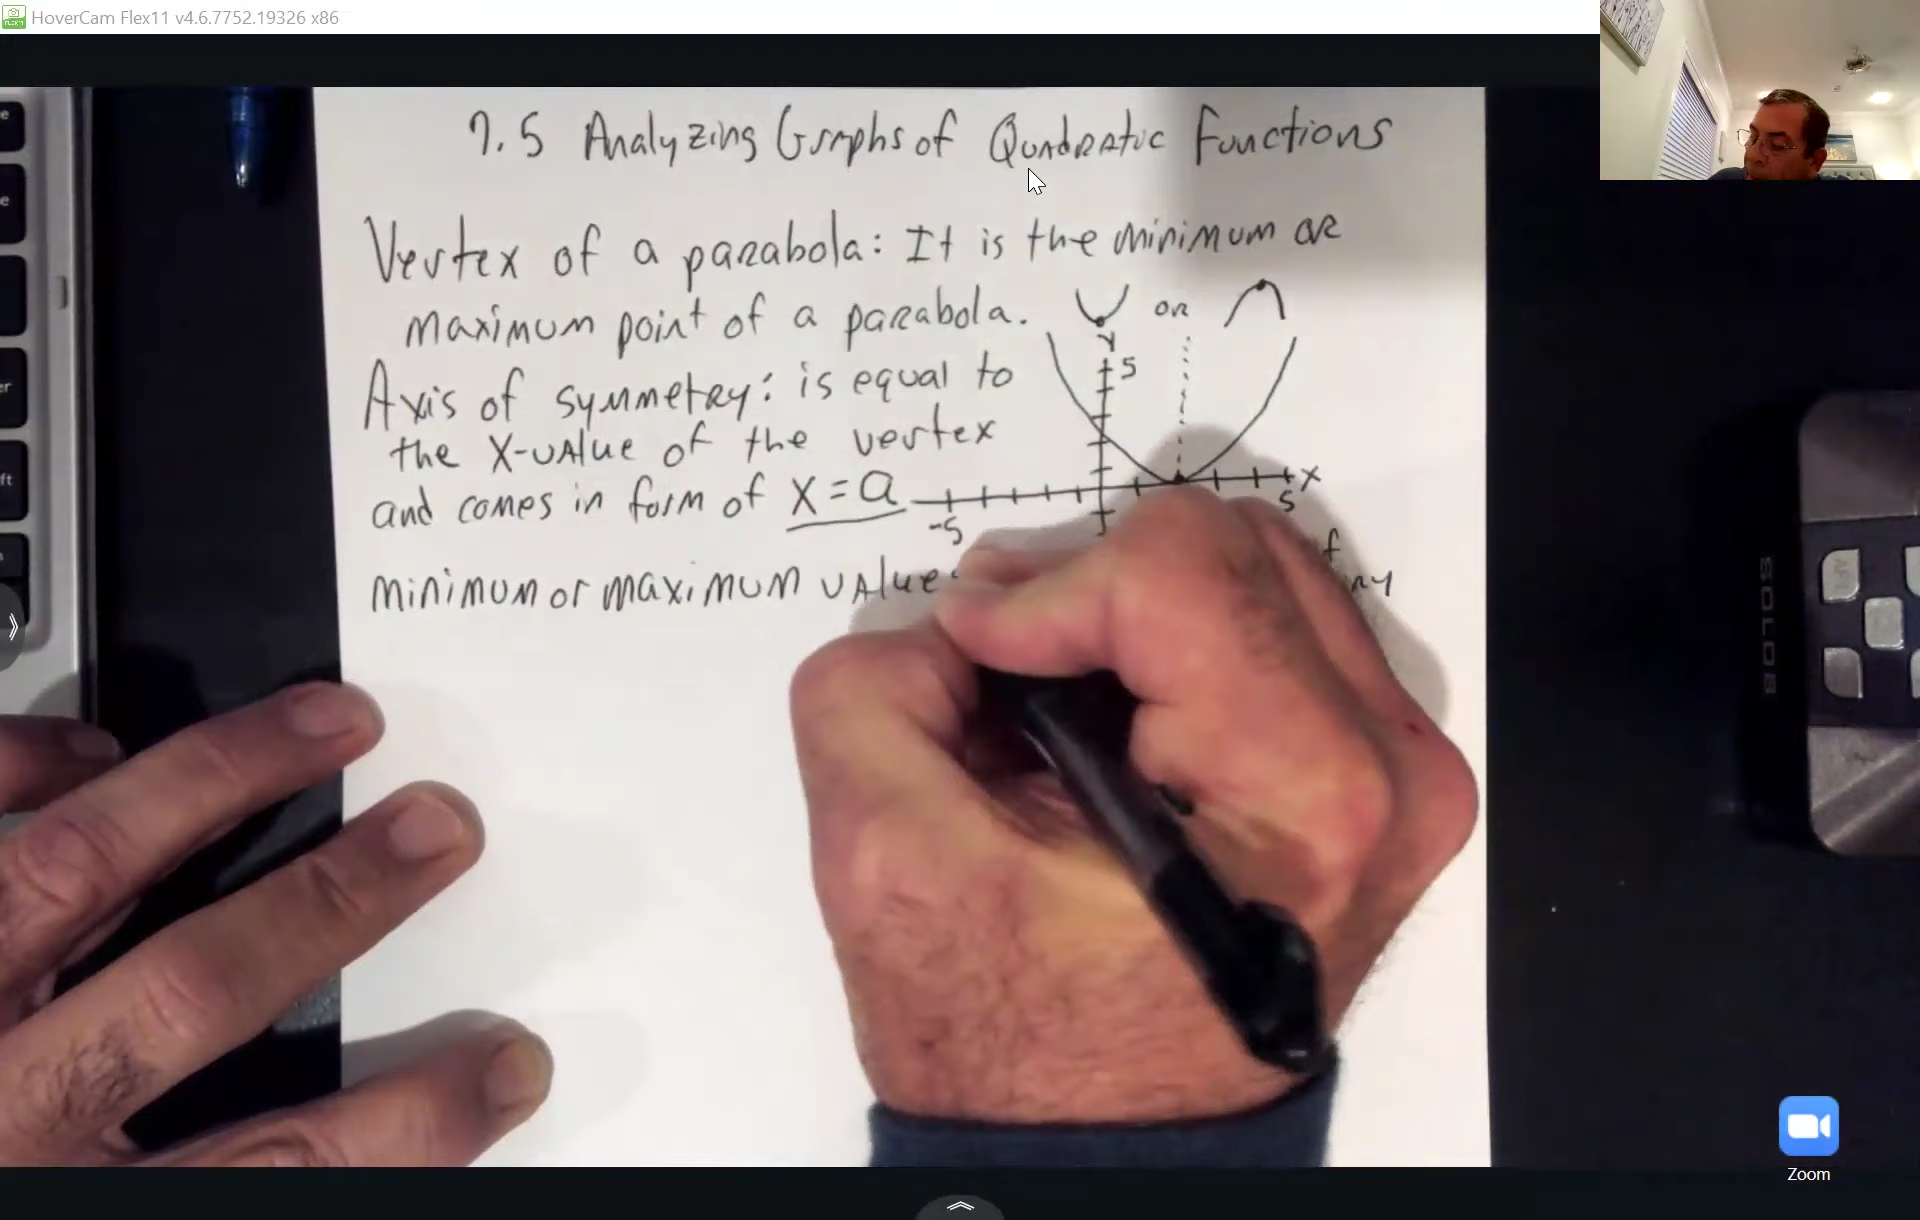 HoverCam Flex11 v4.6.7752.19326 x86
7.5 Analyzing Graphs of Quadratic Functions
Vertex of a parabola: It is the minimum or
maximum point of a parabola. or
Y
5
Axis of symmetry: is equal to
the X-value of the vertex
and comes in form of X = a
X
-5
5
minimum or maximum value
SOLO8
Zoom